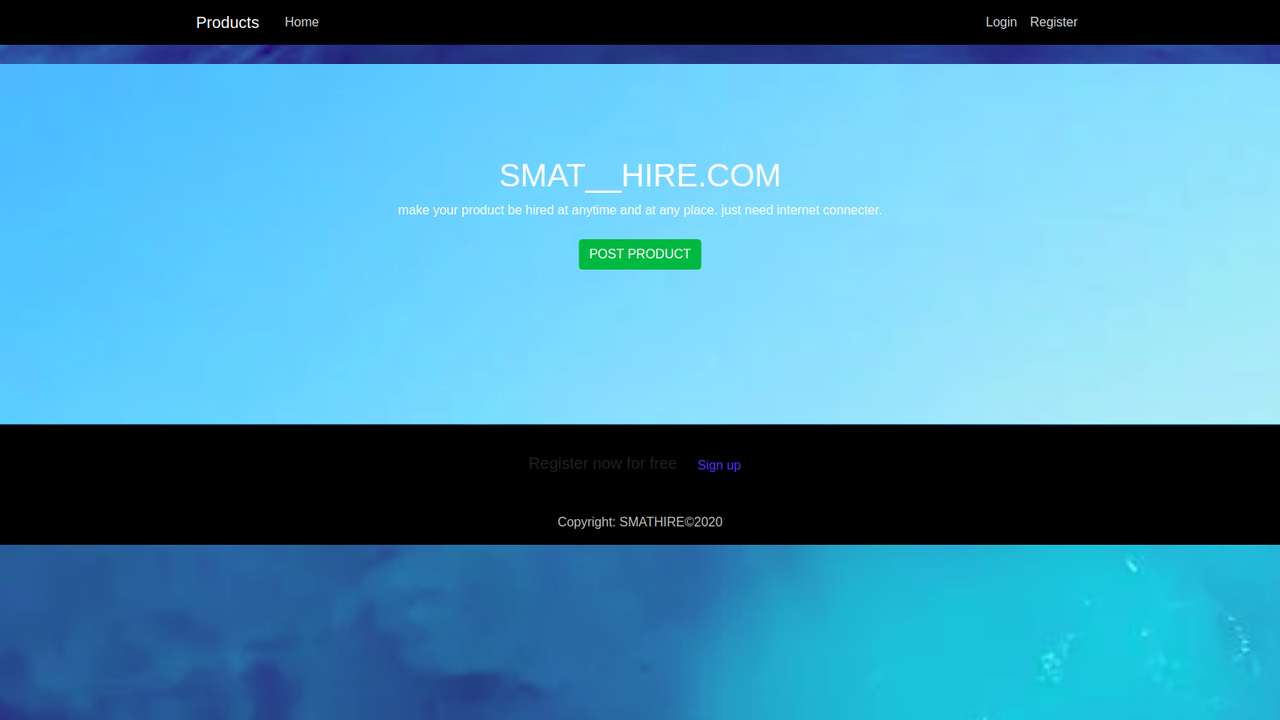 Products Home Login Register
SMAT__HIRE.COM
make your product be hired at anytime and at any place. just need internet connecter.
POST PRODUCT
Register now for free Sign up
Copyright: SMATHIRE©2020